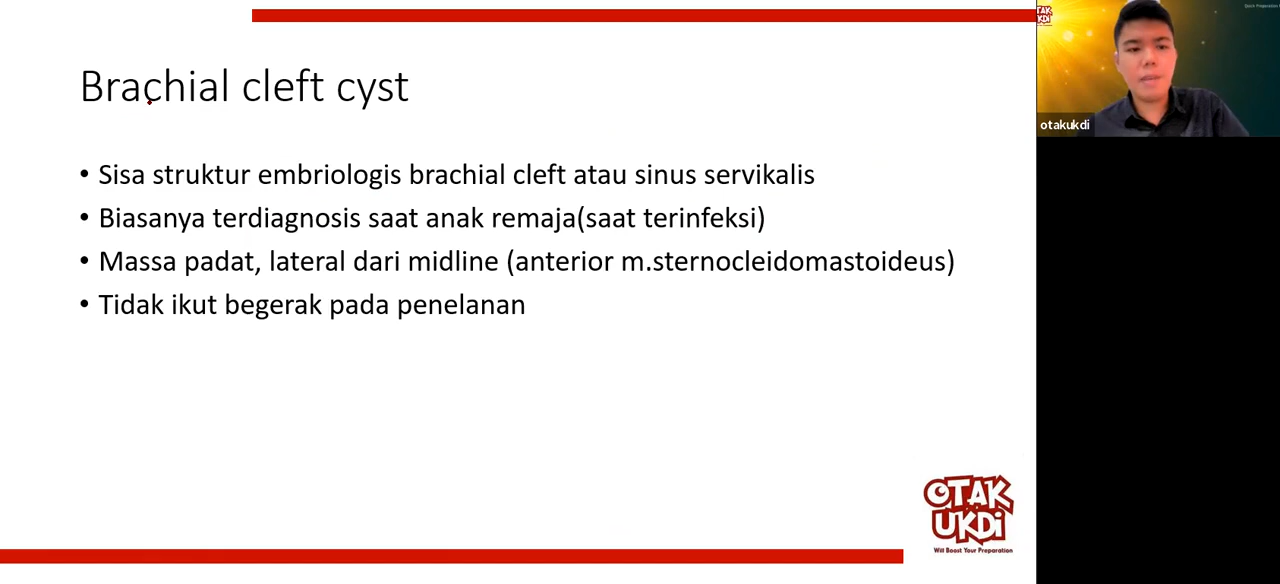 Brachial cleft cyst
• Sisa struktur embriologis brachial cleft atau sinus servikalis
• Biasanya terdiagnosis saat anak remaja(saat terinfeksi)
• Massa padat, lateral dari midline (anterior m.sternocleidomastoideus)
• Tidak ikut begerak pada penelanan
OTAK
UKDi
Will Boost Your Preparation
otakukdi